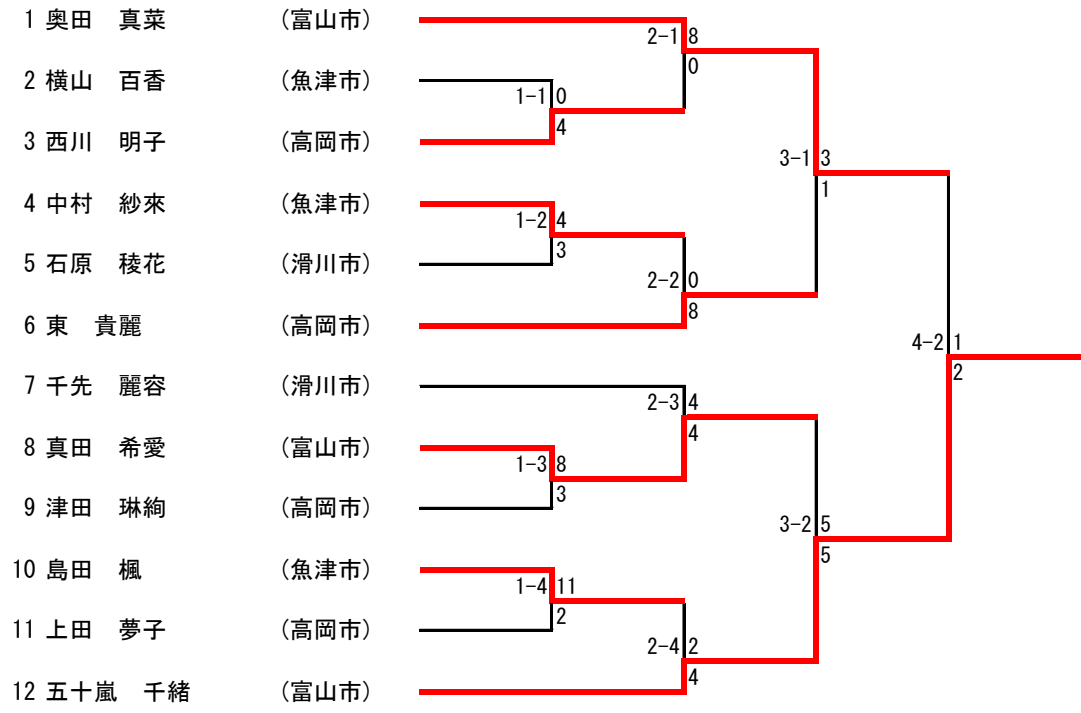 1 奥田　真菜 (富山市)
2-1 8
0
2 横山　百香 (魚津市)
1-1 0
4
3 西川　明子 (高岡市)
3-1 3
1
4 中村　紗來 (魚津市)
1-2 4
3
5 石原　稜花 (滑川市)
2-2 0
8
6 東　貴麗 (高岡市)
4-2 1
2
7 千先　麗容 (滑川市)
2-3 4
4
8 真田　希愛 (富山市)
1-3 8
3
9 津田　琳絢 (高岡市)
3-2 5
5
10 島田　楓 (魚津市)
1-4 11
2
11 上田　夢子 (高岡市)
2-4 2
4
12 五十嵐　千緒 (富山市)